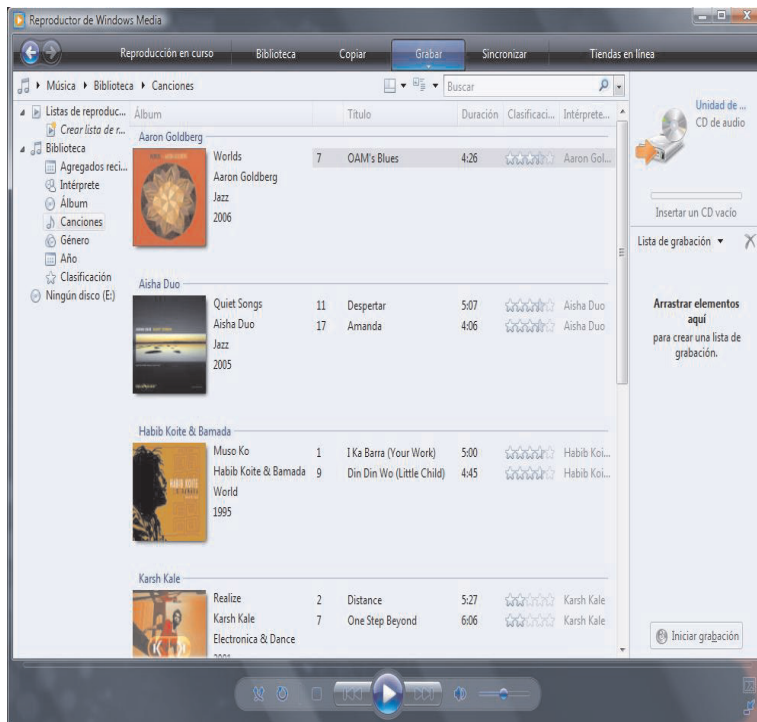 Reproductor de Windows Media
Reproducción en curso Biblioteca Copiar Grabar Sincronizar Tiendas en línea
Música Biblioteca Canciones Buscar
Listas de reproduc...
Crear lista de r...
Biblioteca
Agregados reci...
Intérprete
Álbum
Canciones
Género
Año
Clasificación
Ningún disco (E:)
Álbum Título Duración Clasificaci... Intérprete...
Aaron Goldberg
Worlds 7 OAM's Blues 4:26 Aaron Gol...
Aaron Goldberg
Jazz
2006
Aisha Duo
Quiet Songs 11 Despertar 5:07 Aisha Duo
Aisha Duo 17 Amanda 4:06 Aisha Duo
Jazz
2005
Habib Koite & Bamada
Muso Ko 1 I Ka Barra (Your Work) 5:00 Habib Koi...
Habib Koite & Bamada 9 Din Din Wo (Little Child) 4:45 Habib Koi...
World
1995
HABIB KOITE
Karsh Kale
Realize 2 Distance 5:27 Karsh Kale
Karsh Kale 7 One Step Beyond 6:06 Karsh Kale
Electronica & Dance
2001
Unidad de ...
CD de audio
Insertar un CD vacío
Lista de grabación
Arrastrar elementos
aquí
para crear una lista de
grabación.
Iniciar grabación